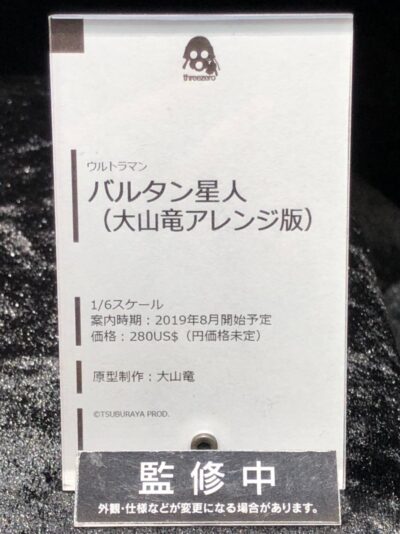 threezero
ウルトラマン
バルタン星人
（大山竜アレンジ版）
1/6スケール
案内時期：2019年8月開始予定
価格：280US$（円価格未定）
原型制作：大山竜
©TSUBURAYA PROD.
監修中
外観・仕様などが変更になる場合があります。